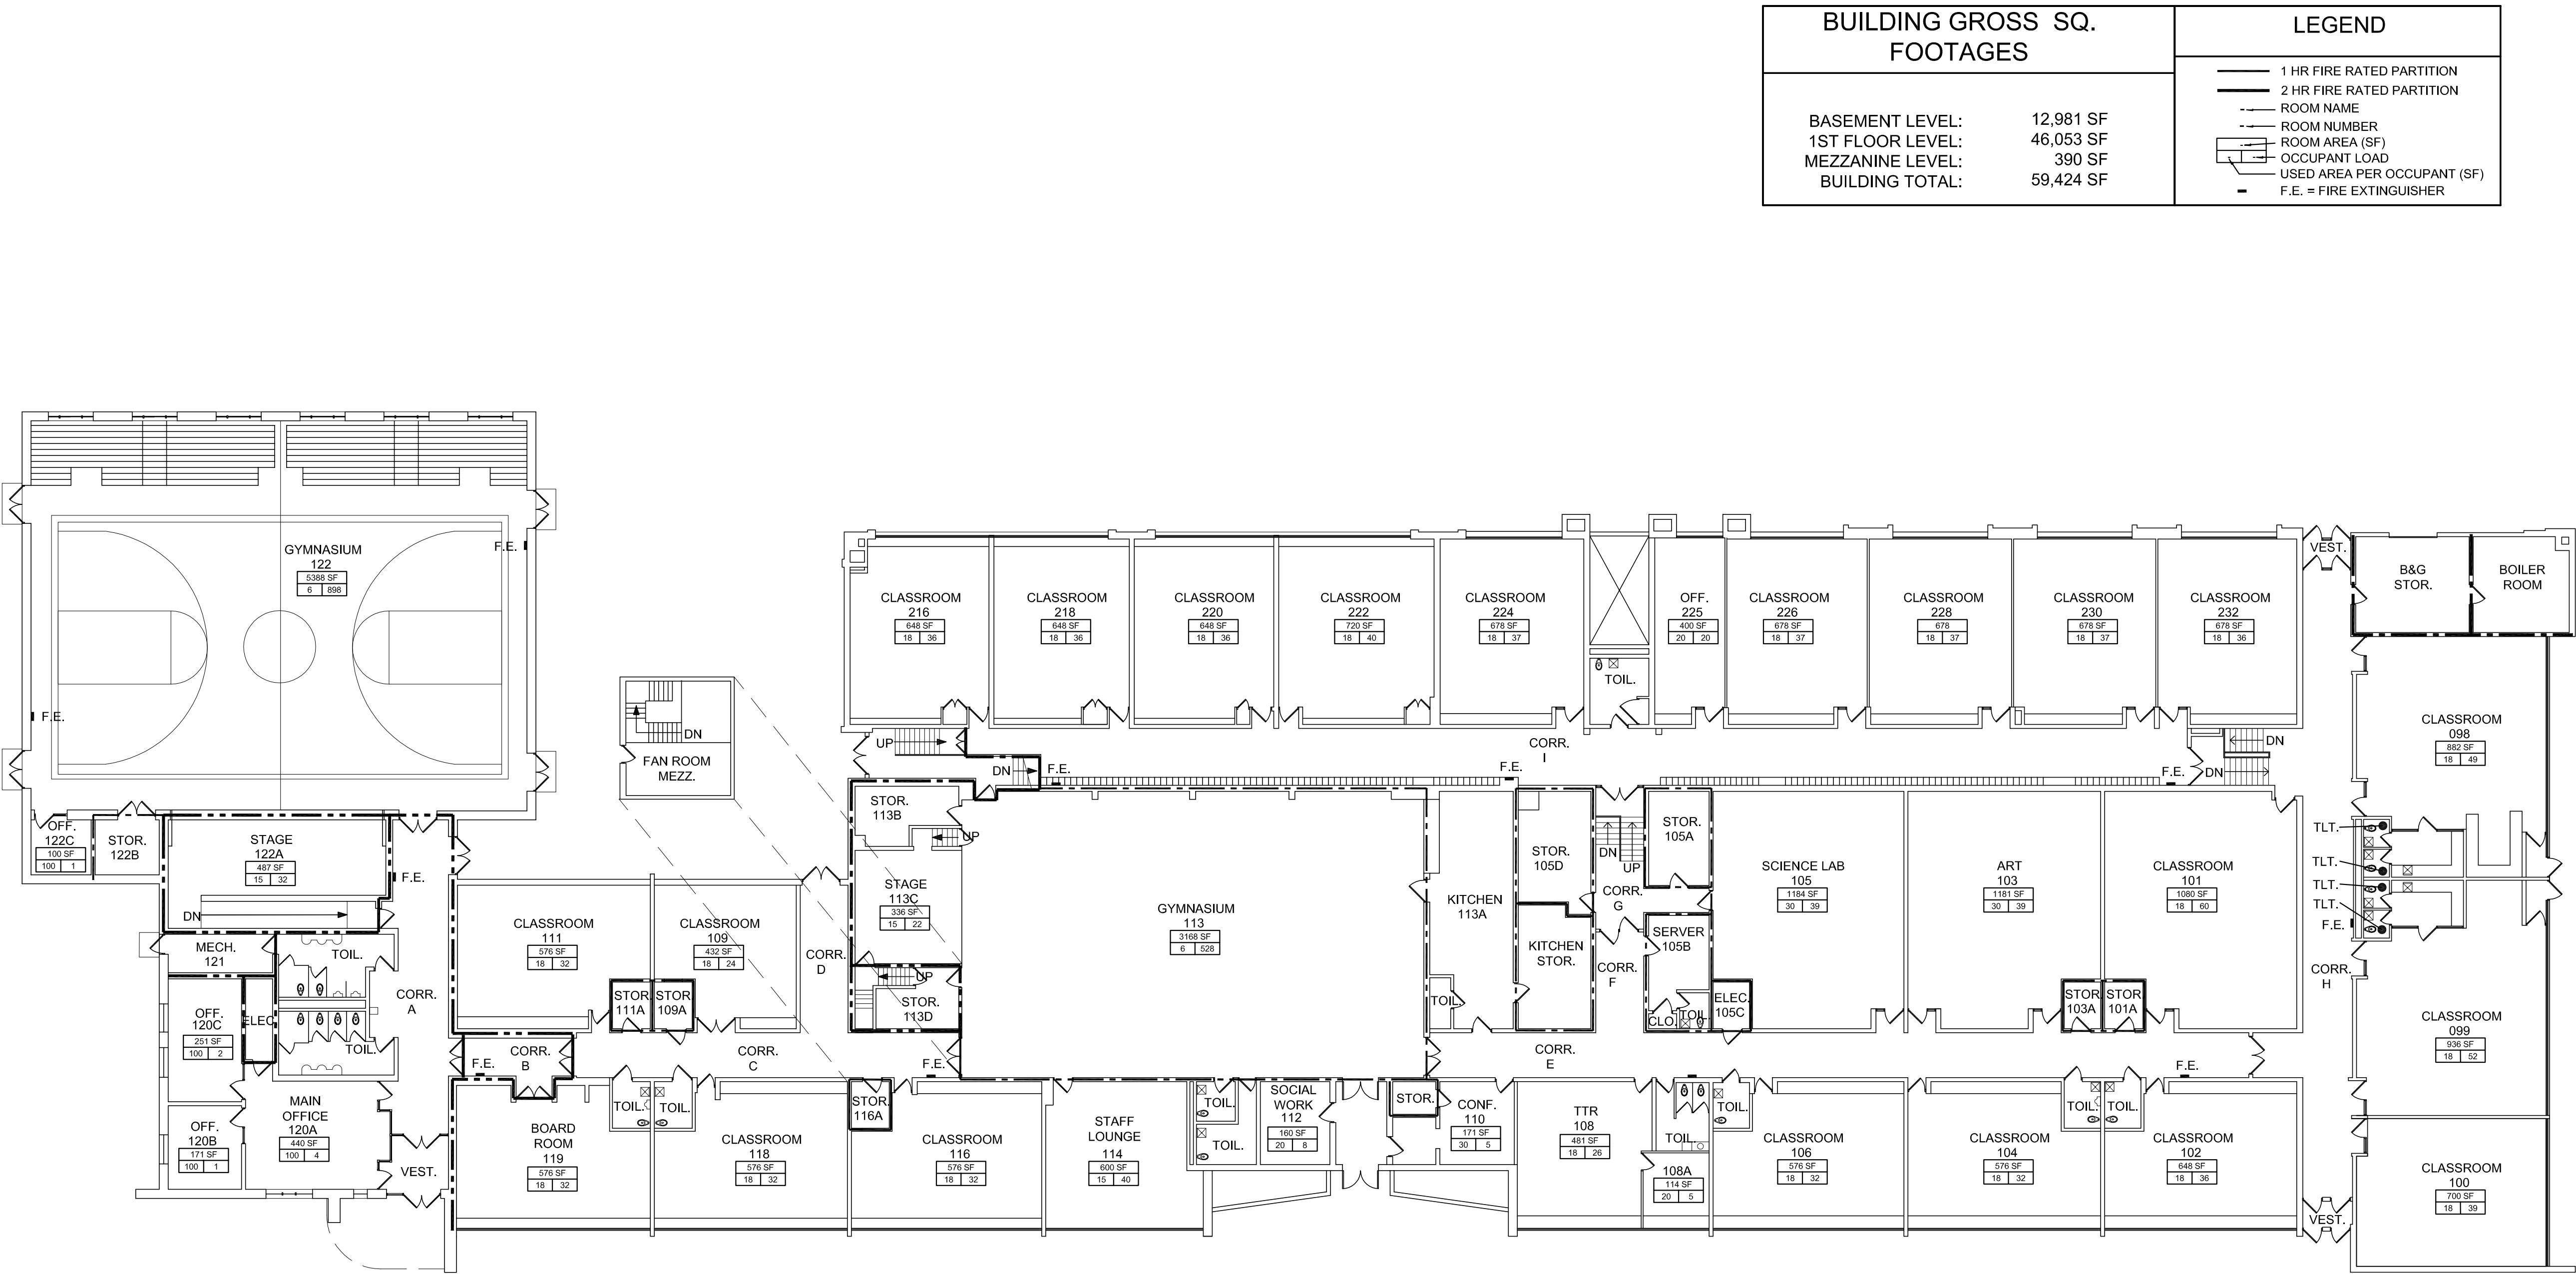 BUILDING GROSS SQ.
FOOTAGES
BASEMENT LEVEL: 12,981 SF
1ST FLOOR LEVEL: 46,053 SF
MEZZANINE LEVEL: 390 SF
BUILDING TOTAL: 59,424 SF
LEGEND
1 HR FIRE RATED PARTITION
2 HR FIRE RATED PARTITION
ROOM NAME
ROOM NUMBER
ROOM AREA (SF)
OCCUPANT LOAD
USED AREA PER OCCUPANT (SF)
F.E. = FIRE EXTINGUISHER
GYMNASIUM
122
5388 SF
6 898
F.E.
F.E.
OFF.
122C
100 SF
100 1
STOR.
122B
STAGE
122A
487 SF
15 32
DN
F.E.
MECH.
121
TOIL.
OFF.
120C
251 SF
100 2
ELEC.
TOIL.
CORR.
A
MAIN
OFFICE
120A
440 SF
100 4
OFF.
120B
171 SF
100 1
VEST.
FAN ROOM
MEZZ.
DN
CLASSROOM
111
576 SF
18 32
CLASSROOM
109
432 SF
18 24
STOR.
111A
STOR.
109A
CORR.
D
F.E.
CORR.
B
CORR.
C
F.E.
BOARD
ROOM
119
576 SF
18 32
TOIL.
TOIL.
CLASSROOM
118
576 SF
18 32
STOR.
116A
CLASSROOM
116
576 SF
18 32
STAFF
LOUNGE
114
600 SF
15 40
TOIL.
TOIL.
SOCIAL
WORK
112
160 SF
20 8
STOR.
CONF.
110
171 SF
30 5
CLASSROOM
216
648 SF
18 36
CLASSROOM
218
648 SF
18 36
CLASSROOM
220
648 SF
18 36
CLASSROOM
222
720 SF
18 40
CLASSROOM
224
678 SF
18 37
TOIL.
OFF.
225
400 SF
20 20
CLASSROOM
226
678 SF
18 37
CLASSROOM
228
678
18 37
CLASSROOM
230
678 SF
18 37
CLASSROOM
232
678 SF
18 36
UP
DN
F.E.
F.E.
CORR.
I
F.E.
DN
DN
STOR.
113B
UP
STAGE
113C
336 SF
15 22
UP
STOR.
113D
GYMNASIUM
113
3168 SF
6 528
KITCHEN
113A
TOIL.
STOR.
105D
KITCHEN
STOR.
DN
UP
CORR.
G
CORR.
F
STOR.
105A
SERVER
105B
CLO.
TOIL.
ELEC.
105C
SCIENCE LAB
105
1184 SF
30 39
ART
103
1181 SF
30 39
CLASSROOM
101
1080 SF
18 60
STOR.
103A
STOR.
101A
CORR.
E
F.E.
TTR
108
481 SF
18 26
TOIL.
108A
114 SF
20 5
TOIL.
CLASSROOM
106
576 SF
18 32
CLASSROOM
104
576 SF
18 32
TOIL.
TOIL.
CLASSROOM
102
648 SF
18 36
VEST.
B&G
STOR.
BOILER
ROOM
CLASSROOM
098
882 SF
18 49
TLT.
TLT.
TLT.
TLT.
F.E.
CORR.
H
CLASSROOM
099
936 SF
18 52
CLASSROOM
100
700 SF
18 39
VEST.